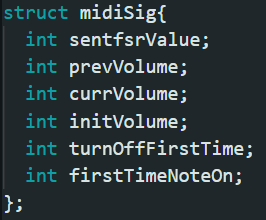 struct midiSig{
  int sentfsrValue;
  int prevVolume;
  int currVolume;
  int initVolume;
  int turnOffFirstTime;
  int firstTimeNoteOn;
};